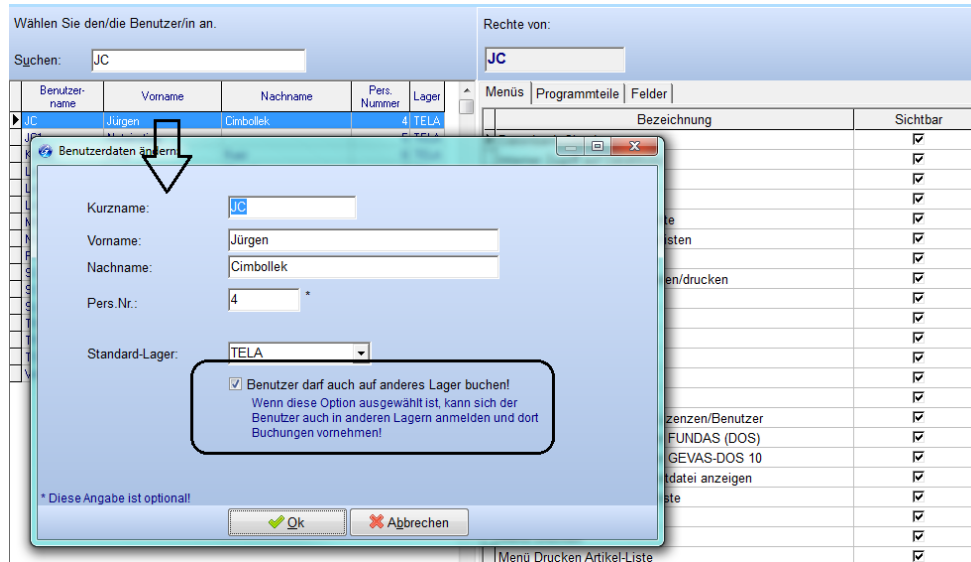 Wählen Sie den/die Benutzer/in an.
Suchen: JC
Benutzer-
name
Vorname
Nachname
Pers.
Nummer
Lager
JC Jürgen Cimbollek 4 TELA
Benutzerdaten ändern
Kurzname: JC
Vorname: Jürgen
Nachname: Cimbollek
Pers.Nr.: 4 *
Standard-Lager: TELA
Benutzer darf auch auf anderes Lager buchen!
Wenn diese Option ausgewählt ist, kann sich der
Benutzer auch in anderen Lagern anmelden und dort
Buchungen vornehmen!
* Diese Angabe ist optional!
Ok Abbrechen
Rechte von:
JC
Menüs Programmteile Felder
Bezeichnung Sichtbar
te
isten
en/drucken
zenzen/Benutzer
FUNDAS (DOS)
GEVAS-DOS 10
tdatei anzeigen
ste
Menü Drucken Artikel-Liste